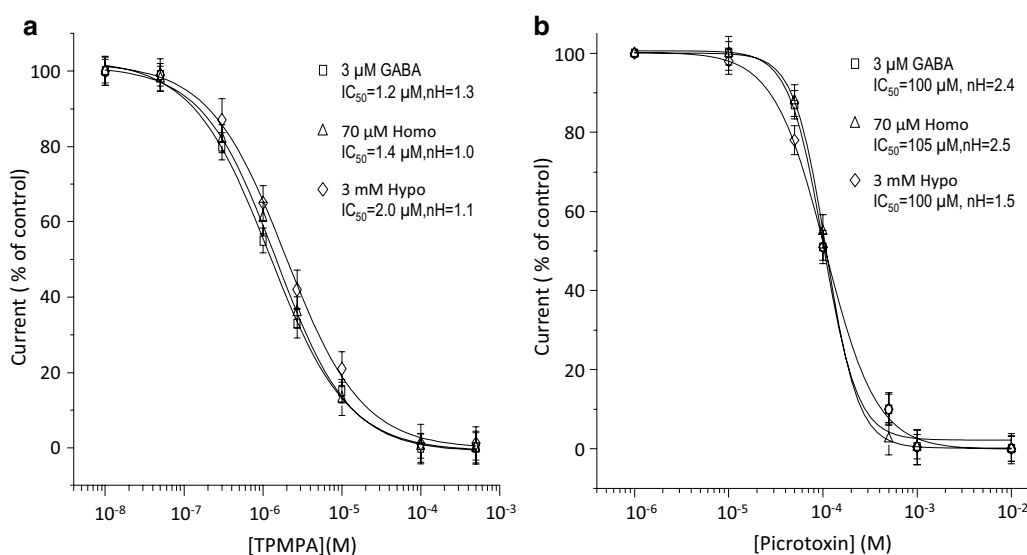 a
Current ( % of control)
100
80
60
40
20
0
3 µM GABA
IC50=1.2 µM,nH=1.3
70 µM Homo
IC50=1.4 µM,nH=1.0
3 mM Hypo
IC50=2.0 µM,nH=1.1
10-8
10-7
10-6
10-5
10-4
10-3
[TPMPA](M)
b
Current ( % of control)
100
80
60
40
20
0
3 µM GABA
IC50=100 µM, nH=2.4
70 µM Homo
IC50=105 µM,nH=2.5
3 mM Hypo
IC50=100 µM, nH=1.5
10-6
10-5
10-4
10-3
10-2
[Picrotoxin] (M)